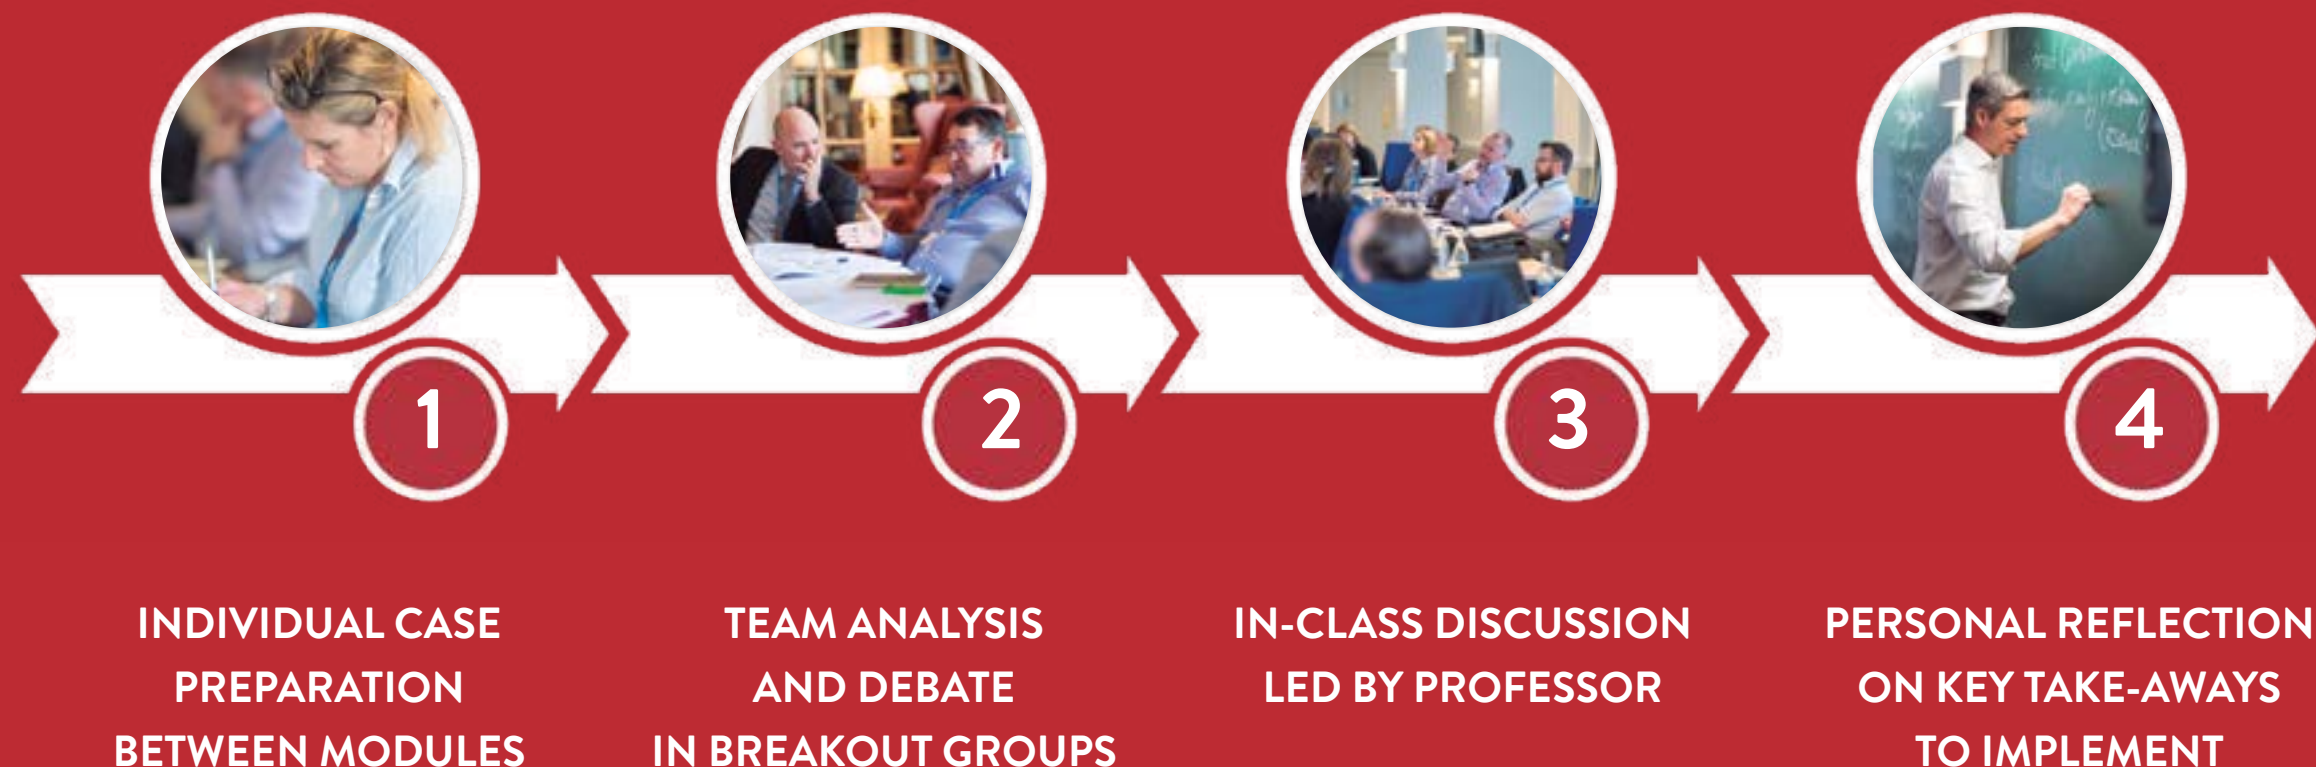 1
2
3
4
INDIVIDUAL CASE
PREPARATION
BETWEEN MODULES
TEAM ANALYSIS
AND DEBATE
IN BREAKOUT GROUPS
IN-CLASS DISCUSSION
LED BY PROFESSOR
PERSONAL REFLECTION
ON KEY TAKE-AWAYS
TO IMPLEMENT